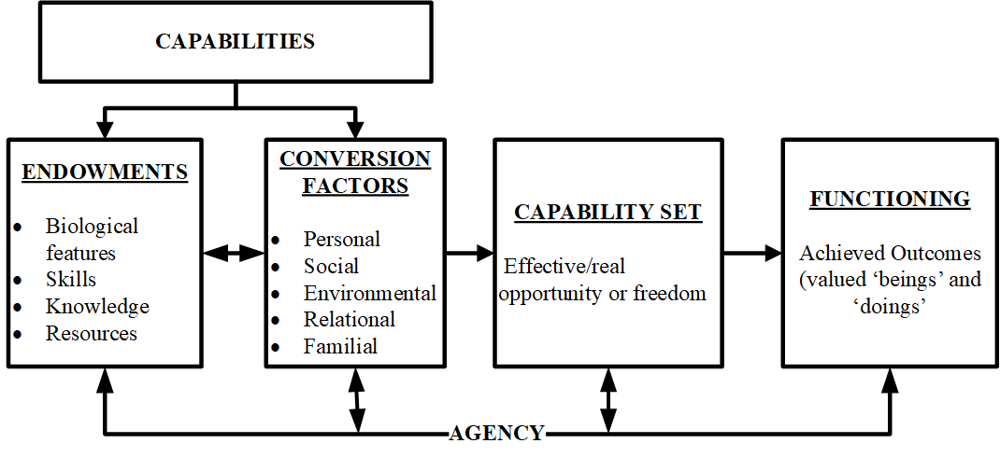 CAPABILITIES
ENDOWMENTS
• Biological
features
• Skills
• Knowledge
• Resources
CONVERSION
FACTORS
• Personal
• Social
• Environmental
• Relational
• Familial
CAPABILITY SET
Effective/real
opportunity or freedom
FUNCTIONING
Achieved Outcomes
(valued ‘beings’ and
‘doings’
AGENCY